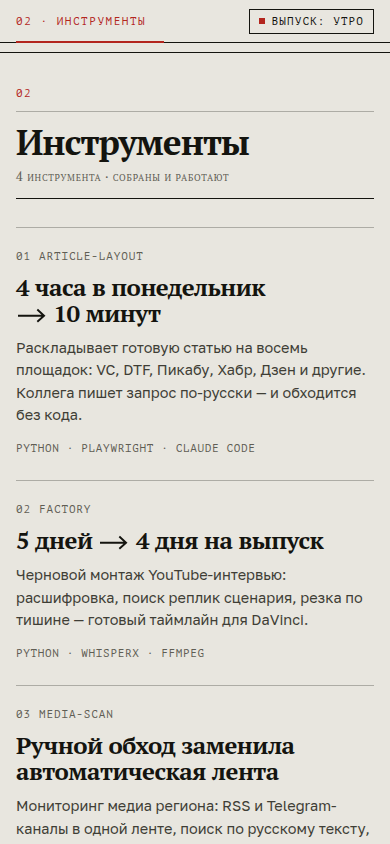 02 · ИНСТРУМЕНТЫ
ВЫПУСК: УТРО
02
Инструменты
4 инструмента · собраны и работают
01 ARTICLE-LAYOUT
4 часа в понедельник
→ 10 минут
Раскладывает готовую статью на восемь
площадок: VC, DTF, Пикабу, Хабр, Дзен и другие.
Коллега пишет запрос по-русски — и обходится
без кода.
PYTHON · PLAYWRIGHT · CLAUDE CODE
02 FACTORY
5 дней → 4 дня на выпуск
Черновой монтаж YouTube-интервью:
расшифровка, поиск реплик сценария, резка по
тишине — готовый таймлайн для DaVinci.
PYTHON · WHISPERX · FFMPEG
03 MEDIA-SCAN
Ручной обход заменила
автоматическая лента
Мониторинг медиа региона: RSS и Telegram-
каналы в одной ленте, поиск по русскому тексту,